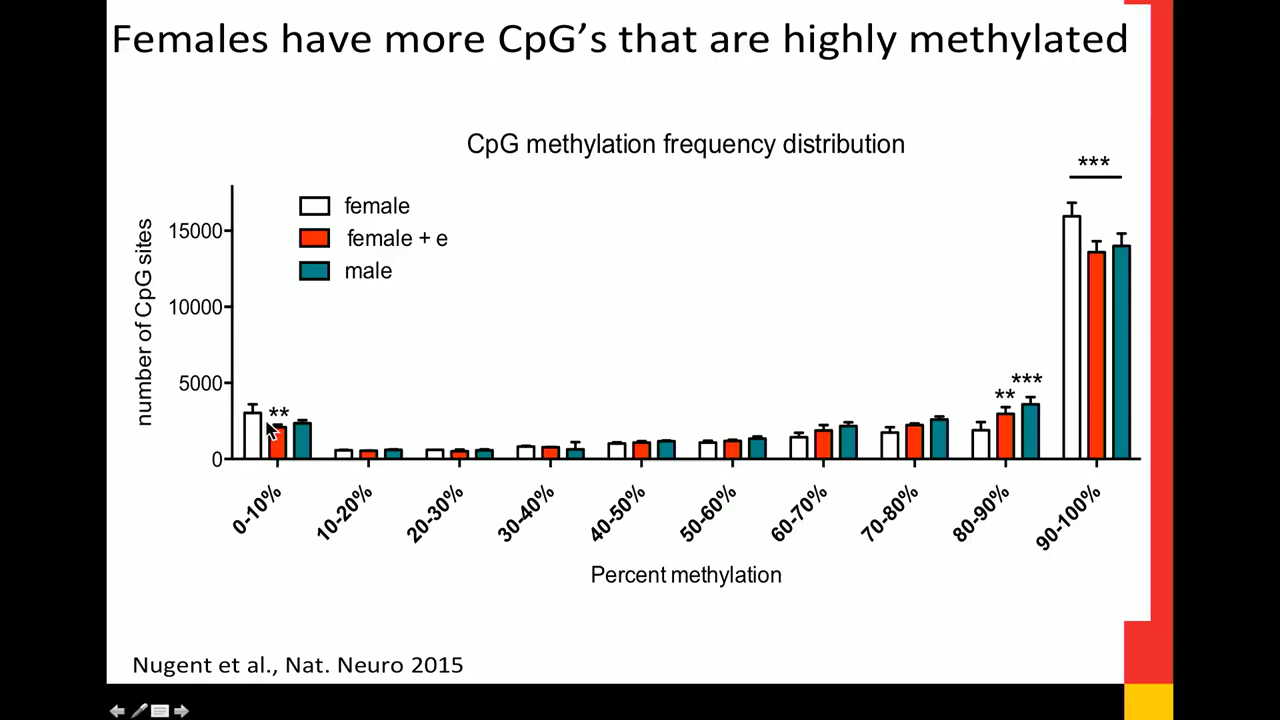 Females have more CpG’s that are highly methylated
CpG methylation frequency distribution
***
female
female + e
male
number of CpG sites
15000
10000
5000
0
**
**
***
0-10%
10-20%
20-30%
30-40%
40-50%
50-60%
60-70%
70-80%
80-90%
90-100%
Percent methylation
Nugent et al., Nat. Neuro 2015